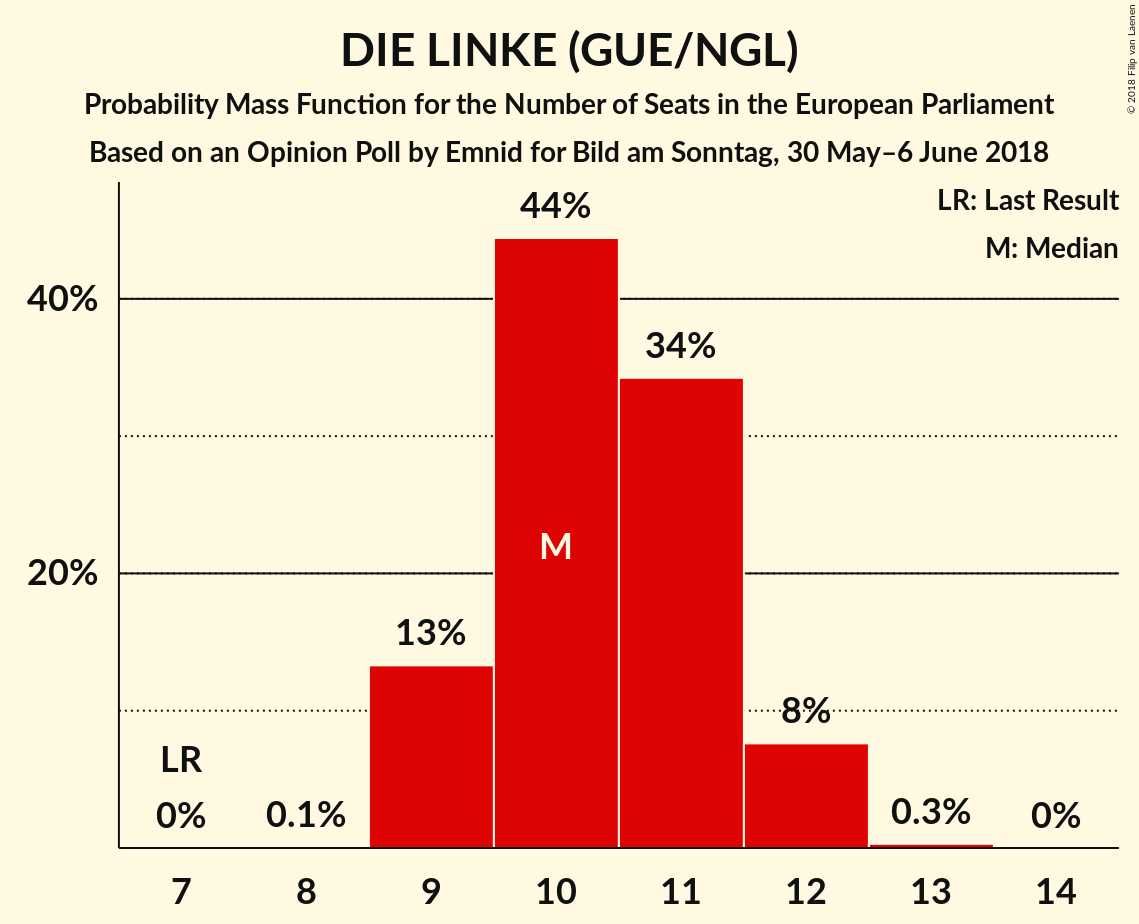 DIE LINKE (GUE/NGL)
Probability Mass Function for the Number of Seats in the European Parliament
Based on an Opinion Poll by Emnid for Bild am Sonntag, 30 May–6 June 2018
© 2018 Filip van Laenen
LR: Last Result
M: Median
44%
40%
34%
M
20%
13%
8%
LR
0%
0.1%
0.3%
0%
7 8 9 10 11 12 13 14